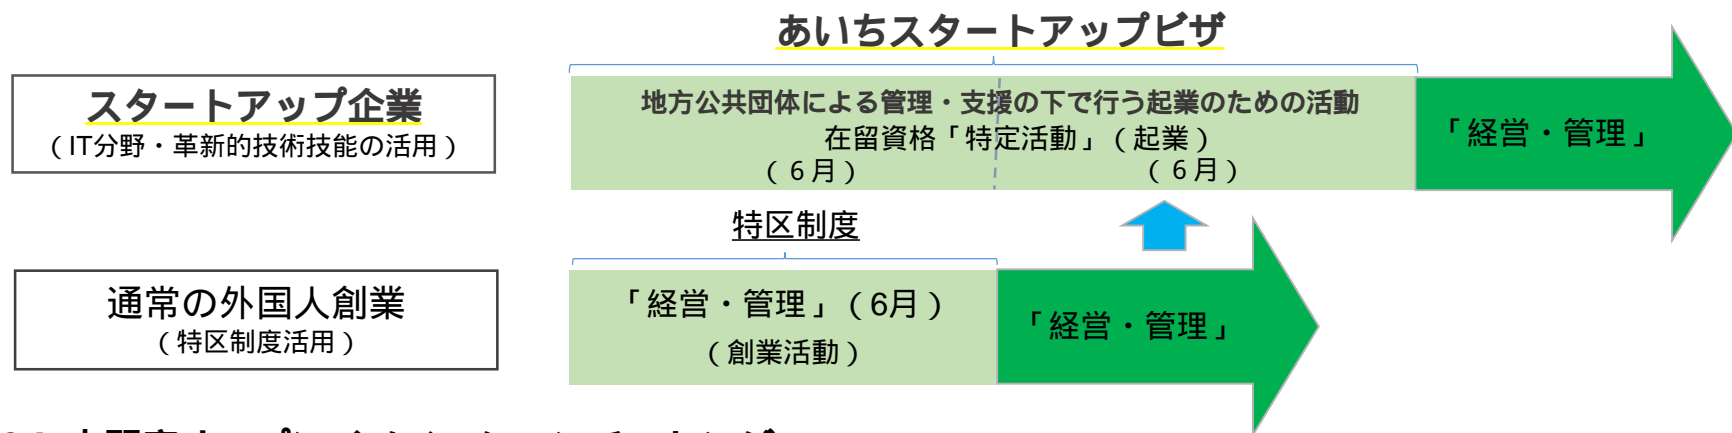 あいちスタートアップビザ
スタートアップ企業
（IT分野・革新的技術技能の活用）
地方公共団体による管理・支援の下で行う起業のための活動
在留資格「特定活動」（起業）
（６月）
（６月）
「経営・管理」
特区制度
通常の外国人創業
（特区制度活用）
「経営・管理」（6月）
（創業活動）
「経営・管理」